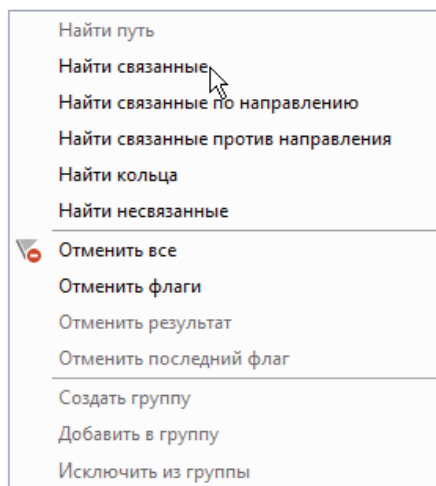 Найти путь
Найти связанные
Найти связанные по направлению
Найти связанные против направления
Найти кольца
Найти несвязанные
Отменить все
Отменить флаги
Отменить результат
Отменить последний флаг
Создать группу
Добавить в группу
Исключить из группы